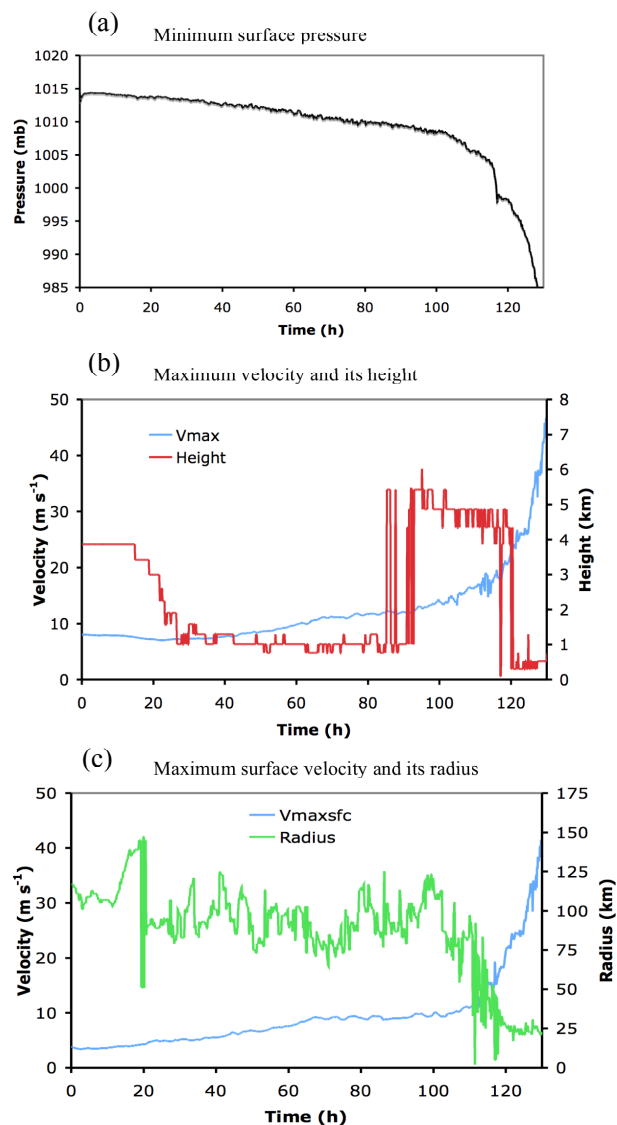 (a)
Minimum surface pressure
1020
1015
1010
1005
1000
995
990
985
Pressure (mb)
0 20 40 60 80 100 120
Time (h)
(b)
Maximum velocity and its height
50
40
30
20
10
0
Velocity (m s⁻¹)
Vmax
Height
8
7
6
5
4
3
2
1
0
Height (km)
0 20 40 60 80 100 120
Time (h)
(c)
Maximum surface velocity and its radius
50
40
30
20
10
0
Velocity (m s⁻¹)
Vmaxsfc
Radius
175
150
125
100
75
50
25
0
Radius (km)
0 20 40 60 80 100 120
Time (h)